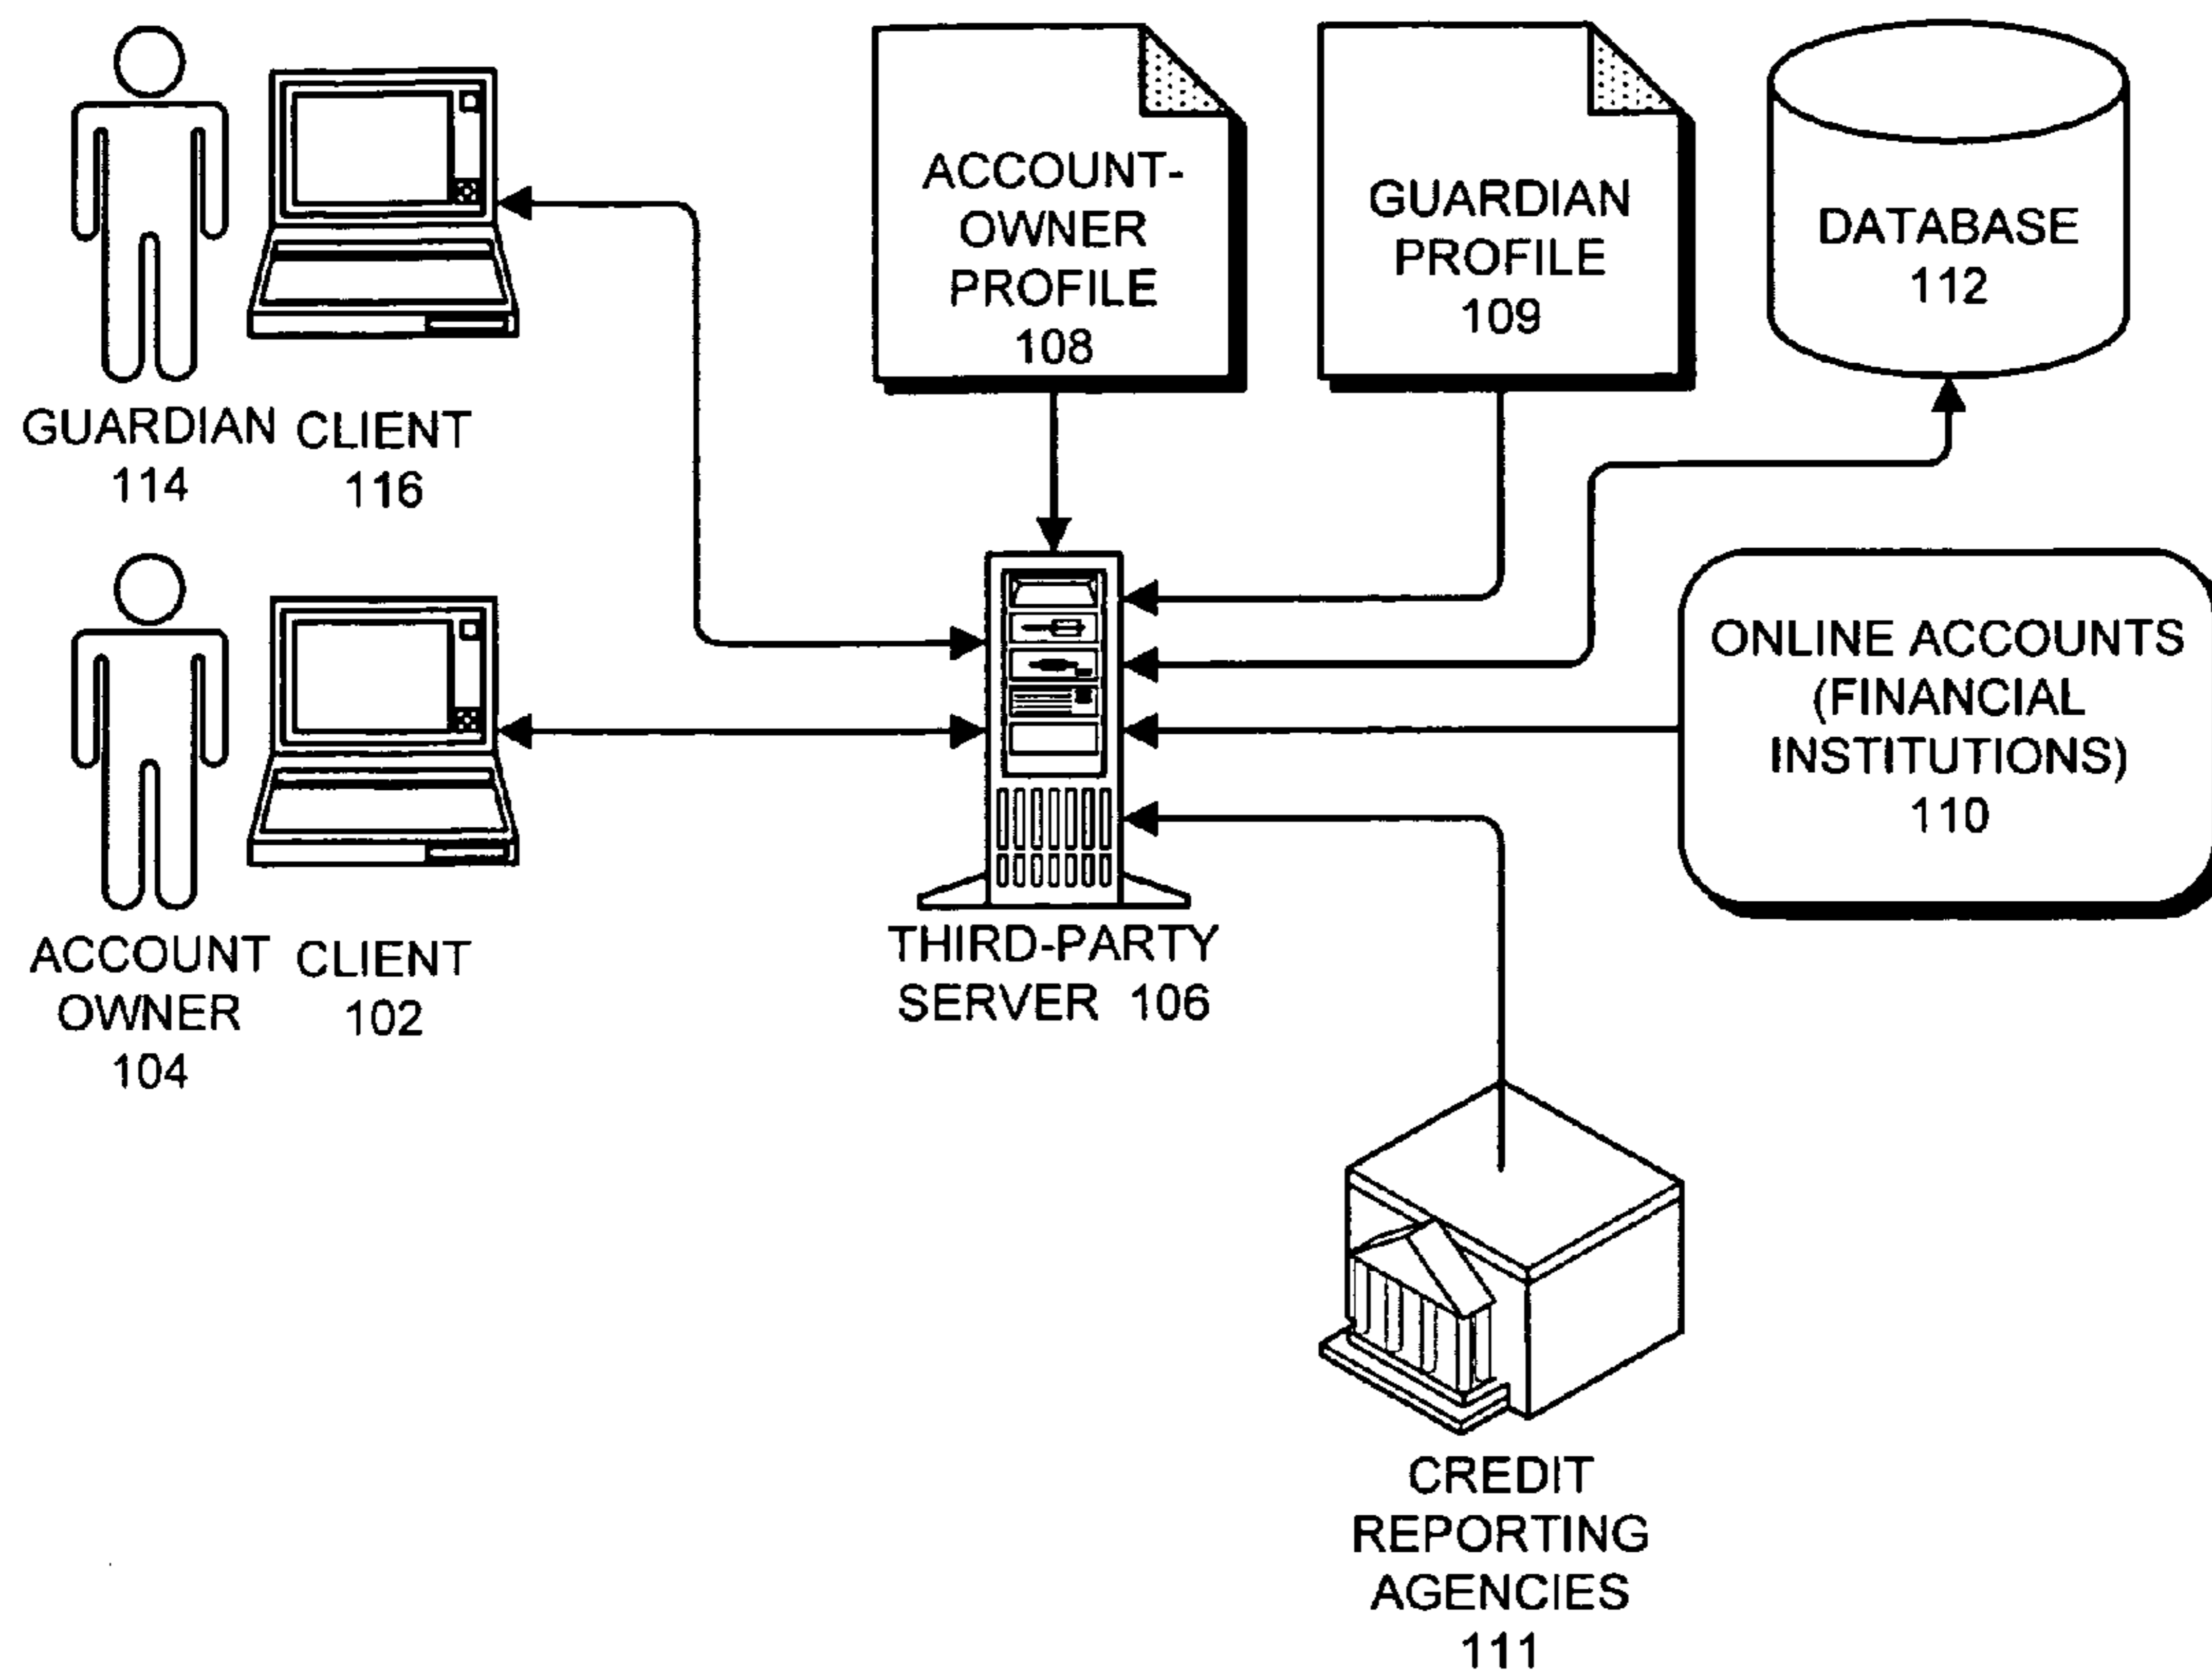 ACCOUNT-
OWNER
PROFILE
108
GUARDIAN
PROFILE
109
DATABASE
112
GUARDIAN
114
CLIENT
116
ONLINE ACCOUNTS
(FINANCIAL
INSTITUTIONS)
110
ACCOUNT
OWNER
104
CLIENT
102
THIRD-PARTY
SERVER 106
CREDIT
REPORTING
AGENCIES
111